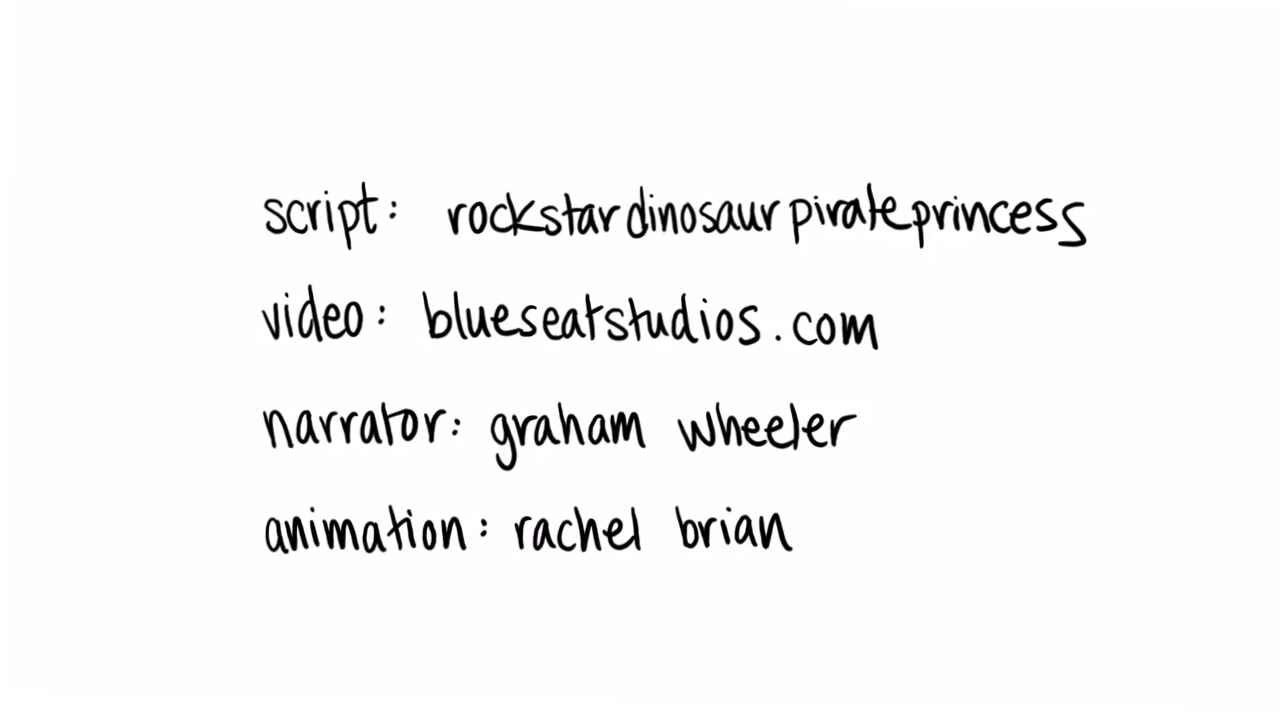 script: rockstardinosaurpirateprincess
video: blueseatstudios.com
narrator: graham wheeler
animation: rachel brian